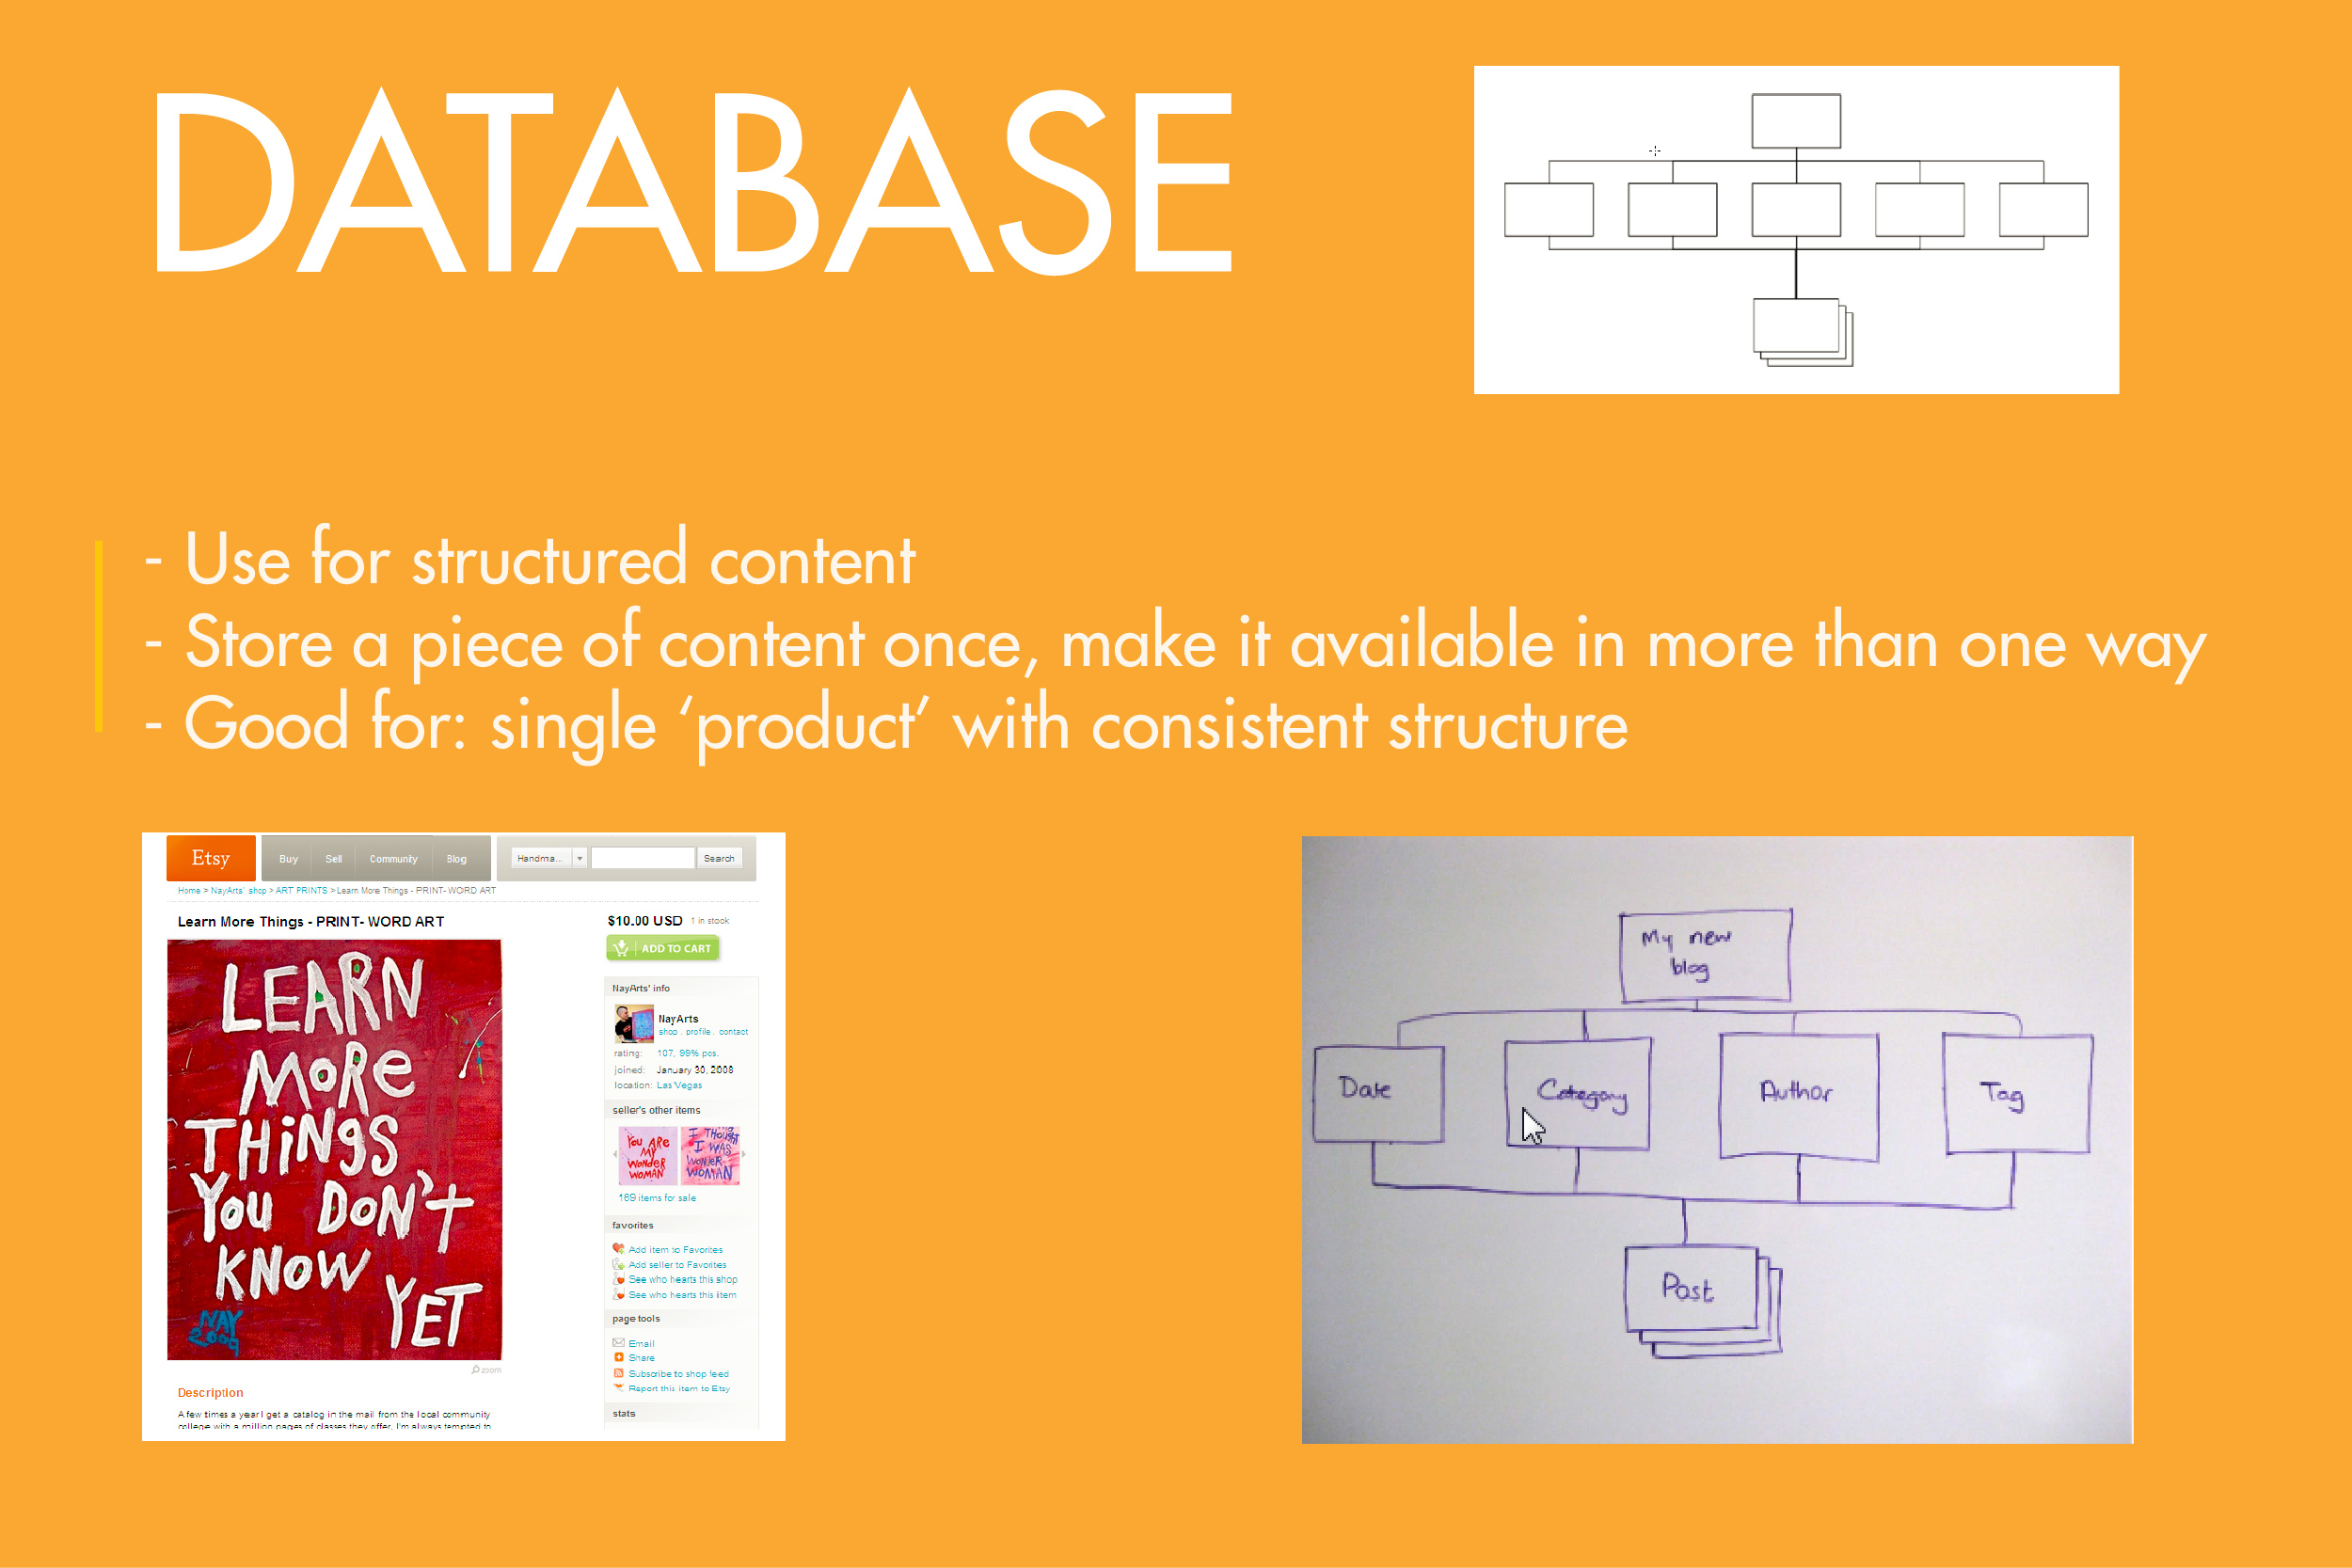 DATABASE
- Use for structured content
- Store a piece of content once, make it available in more than one way
- Good for: single ‘product’ with consistent structure
Etsy
Buy Sell Community Blog
Handma... Search
Home > NayArts' shop > ART PRINTS > Learn More Things - PRINT- WORD ART
Learn More Things - PRINT- WORD ART
LEARN
MORE
THiNgS
You DON't
KNOW
YET
NAY
2009
zoom
Description
A few times a year I get a catalog in the mail from the local community
college with a million pages of classes they offer. I'm always tempted to
$10.00 USD 1 in stock
ADD TO CART
NayArts' info
NayArts
shop . profile . contact
rating: 107, 99% pos.
joined: January 30, 2008
location: Las Vegas
seller's other items
You ARE
MY
WONDER
WOMAN
I THOUGHT
I WAS
WONDER
WOMAN
169 items for sale
favorites
Add item to Favorites
Add seller to Favorites
See who hearts this shop
See who hearts this item
page tools
Email
Share
Subscribe to shop feed
Report this item to Etsy
stats
My new
blog
Date
Category
Author
Tag
Post